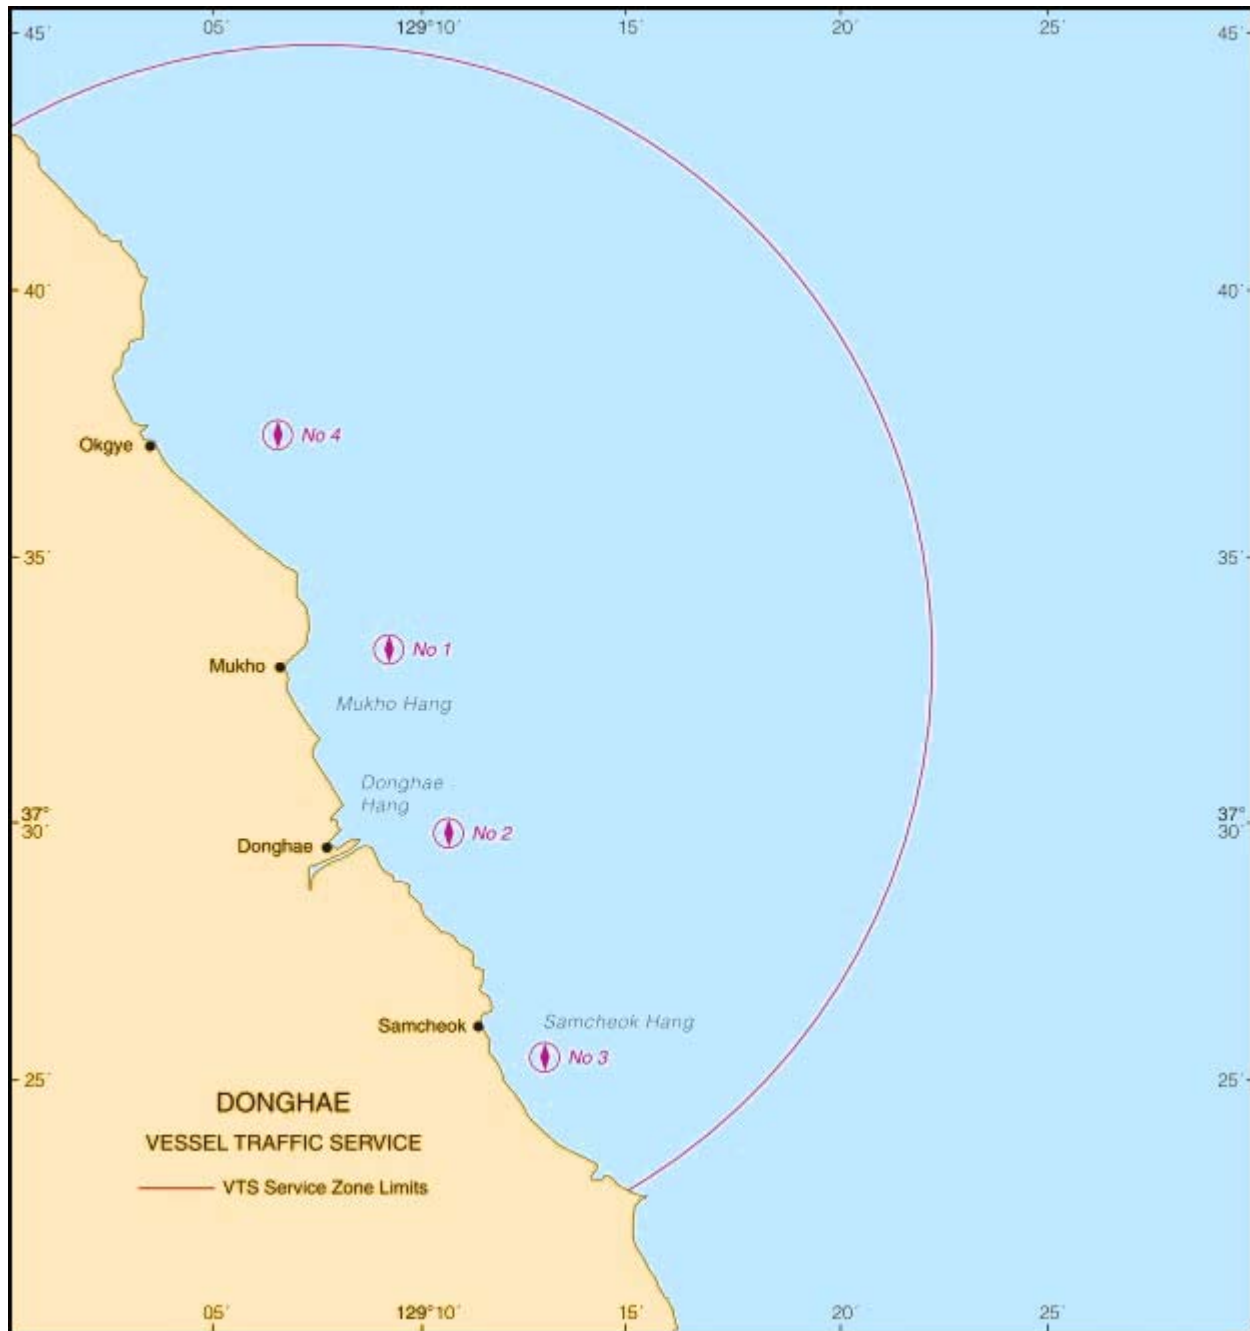 05´ 129°10´ 15´ 20´ 25´
45´ 45´
40´ 40´
No 4
Okgye
35´ 35´
No 1
Mukho
Mukho Hang
Donghae
Hang
37° 37°
30´ 30´
No 2
Donghae
Samcheok Hang
Samcheok
No 3
25´ 25´
DONGHAE
VESSEL TRAFFIC SERVICE
VTS Service Zone Limits
05´ 129°10´ 15´ 20´ 25´